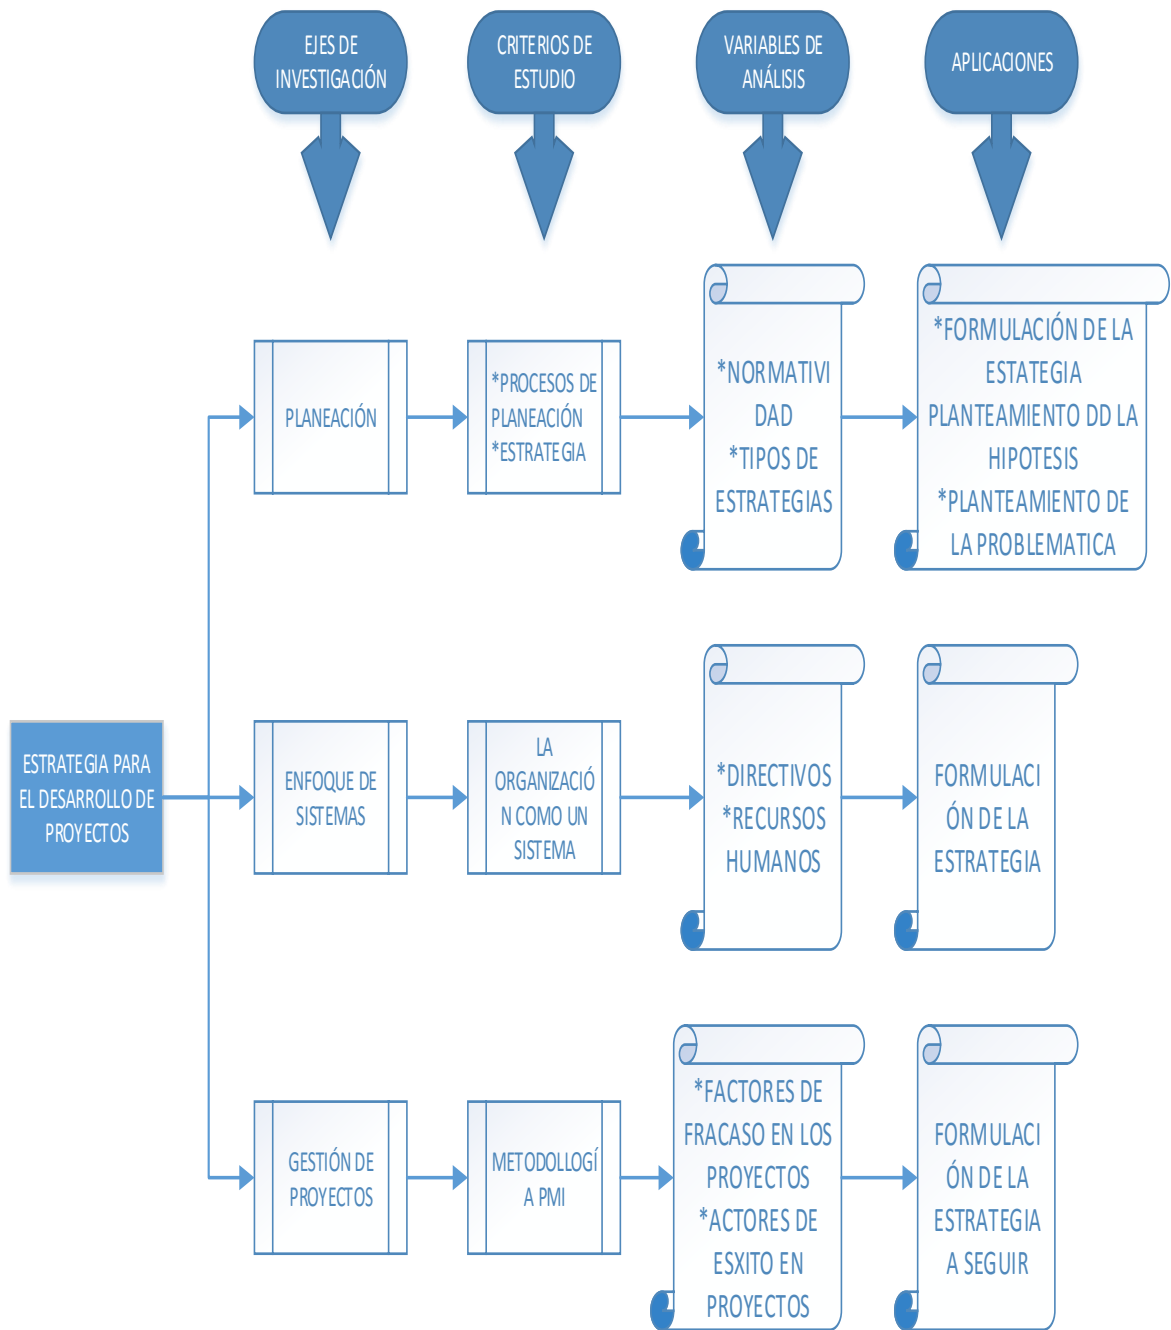 EJES DE
INVESTIGACIÓN
CRITERIOS DE
ESTUDIO
VARIABLES DE
ANÁLISIS
APLICACIONES
ESTRATEGIA PARA
EL DESARROLLO DE
PROYECTOS
PLANEACIÓN
*PROCESOS DE
PLANEACIÓN
*ESTRATEGIA
*NORMATIVI
DAD
*TIPOS DE
ESTRATEGIAS
*FORMULACIÓN DE LA
ESTATEGIA
PLANTEAMIENTO DD LA
HIPOTESIS
*PLANTEAMIENTO DE
LA PROBLEMATICA
ENFOQUE DE
SISTEMAS
LA
ORGANIZACIÓ
N COMO UN
SISTEMA
*DIRECTIVOS
*RECURSOS
HUMANOS
FORMULACI
ÓN DE LA
ESTRATEGIA
GESTIÓN DE
PROYECTOS
METODOLLOGÍ
A PMI
*FACTORES DE
FRACASO EN LOS
PROYECTOS
*ACTORES DE
ESXITO EN
PROYECTOS
FORMULACI
ÓN DE LA
ESTRATEGIA
A SEGUIR